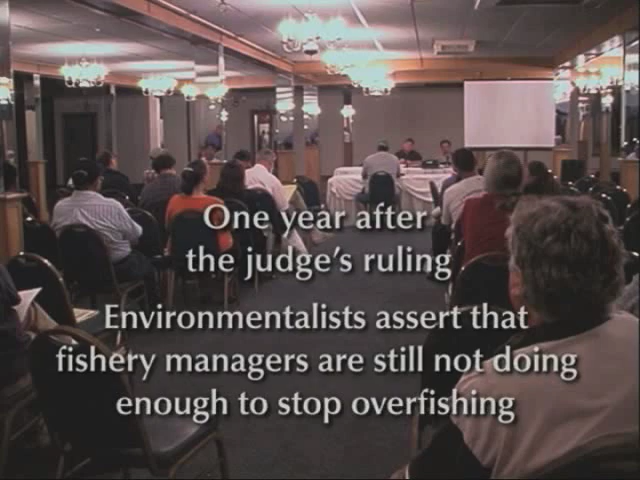 One year after
the judge's ruling
Environmentalists assert that
fishery managers are still not doing
enough to stop overfishing